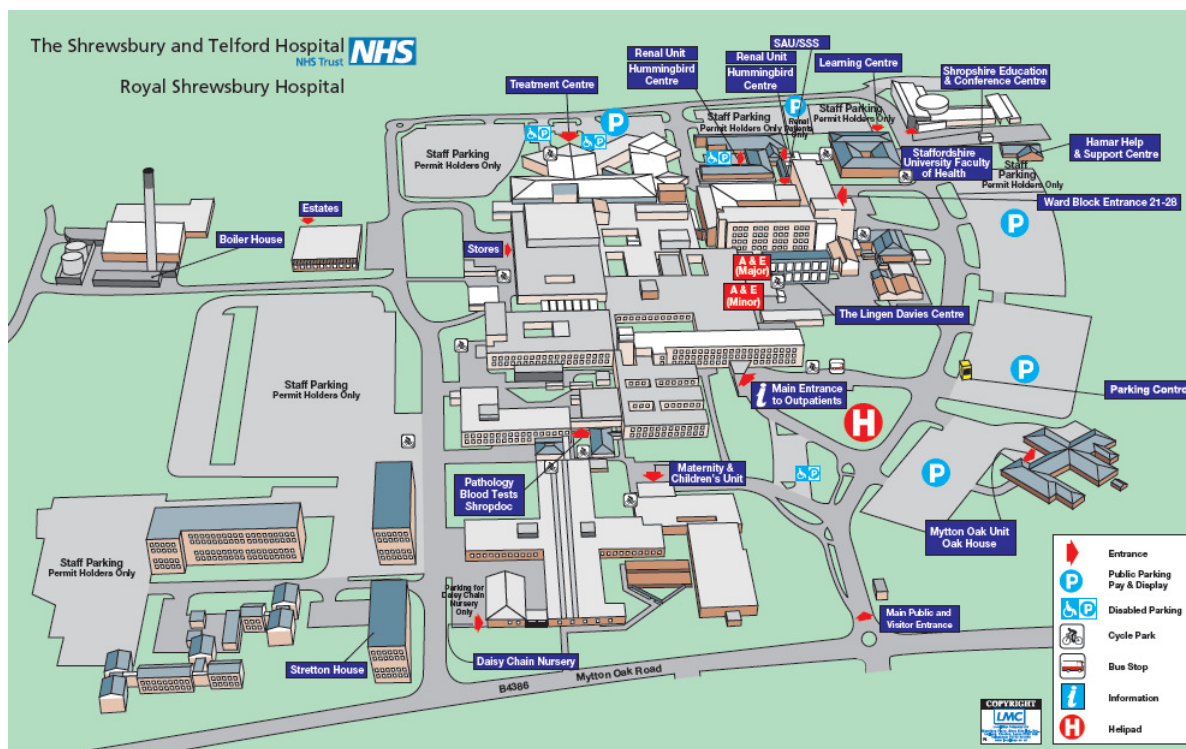 The Shrewsbury and Telford Hospital NHS
NHS Trust
Royal Shrewsbury Hospital
SAU/SSS
Renal Unit
Hummingbird
Centre
Renal Unit
Hummingbird
Centre
Learning Centre
Shropshire Education
& Conference Centre
Treatment Centre
P
P
Renal
Patients
Only
Staff Parking
Permit Holders Only
Staff Parking
Permit Holders Only
Staff Parking
Permit Holders Only
Hamar Help
& Support Centre
Staffordshire
University Faculty
of Health
Staff
Parking
Permit Holders Only
Ward Block Entrance 21-28
P
Estates
Boiler House
Stores
A & E
(Major)
A & E
(Minor)
The Lingen Davies Centre
P
Parking Contro
Staff Parking
Permit Holders Only
i Main Entrance
to Outpatients
H
P
P
Maternity &
Children's Unit
Pathology
Blood Tests
Shropdoc
Mytton Oak Unit
Oak House
Staff Parking
Permit Holders Only
Parking for
Daisy Chain
Nursery
Only
Main Public and
Visitor Entrance
Stretton House
Daisy Chain Nursery
Mytton Oak Road
B4386
Entrance
P Public Parking
Pay & Display
P Disabled Parking
Cycle Park
Bus Stop
i Information
H Helipad
COPYRIGHT
LMC